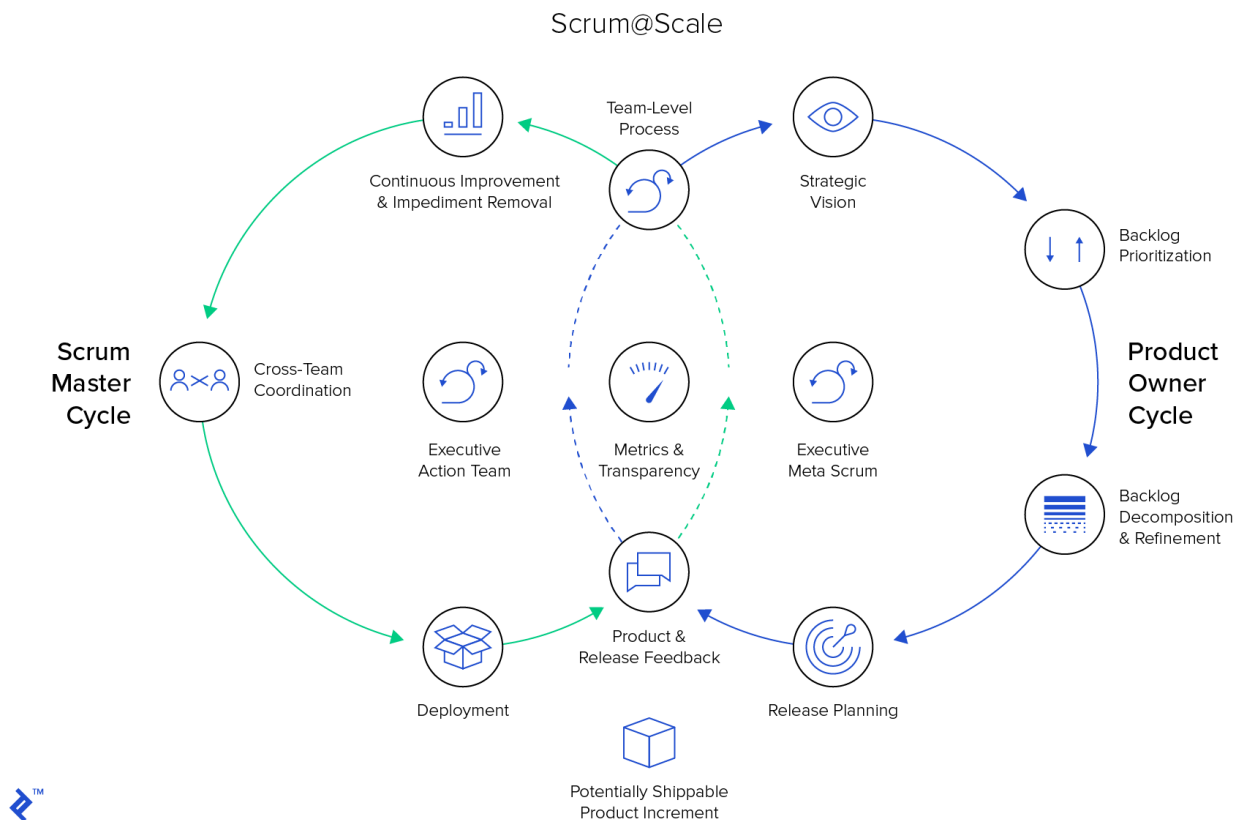 Scrum@Scale
Team-Level
Process
Continuous Improvement
& Impediment Removal
Strategic
Vision
Backlog
Prioritization
Scrum
Master
Cycle
Cross-Team
Coordination
Executive
Action Team
Metrics &
Transparency
Executive
Meta Scrum
Product
Owner
Cycle
Backlog
Decomposition
& Refinement
Product &
Release Feedback
Deployment
Release Planning
Potentially Shippable
Product Increment
TM